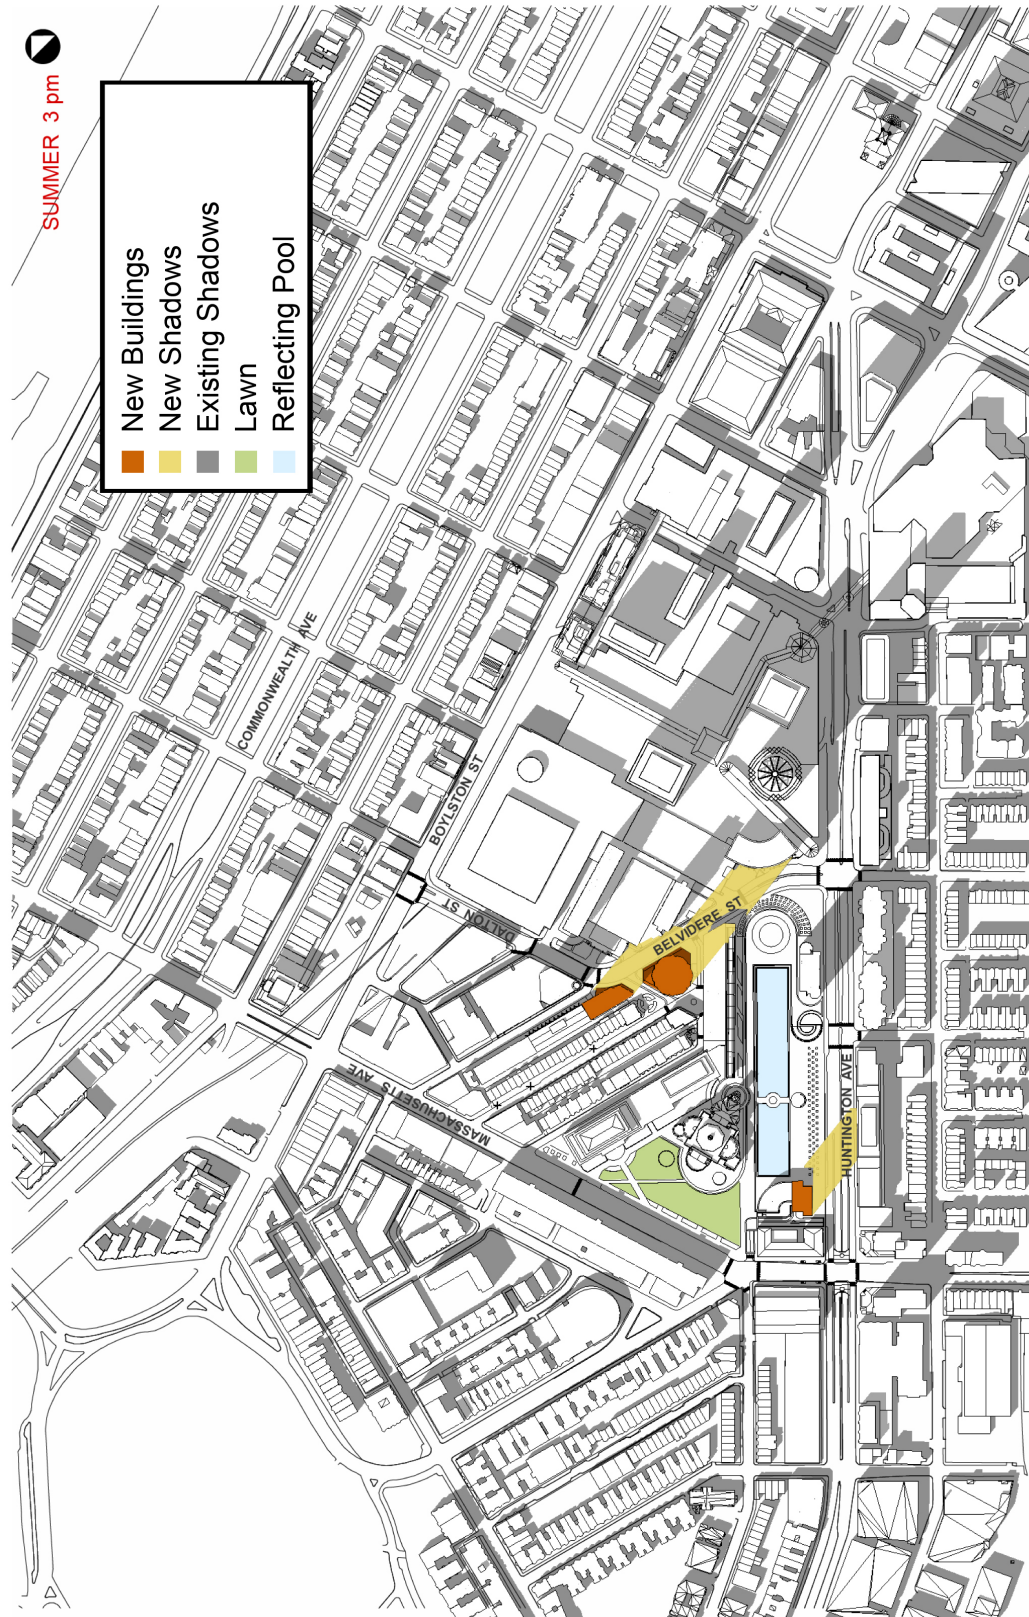 SUMMER 3 pm
New Buildings
New Shadows
Existing Shadows
Lawn
Reflecting Pool
COMMONWEALTH AVE
BOYLSTON ST
DALTON ST
BELVIDERE ST
MASSACHUSETTS AVE
HUNTINGTON AVE